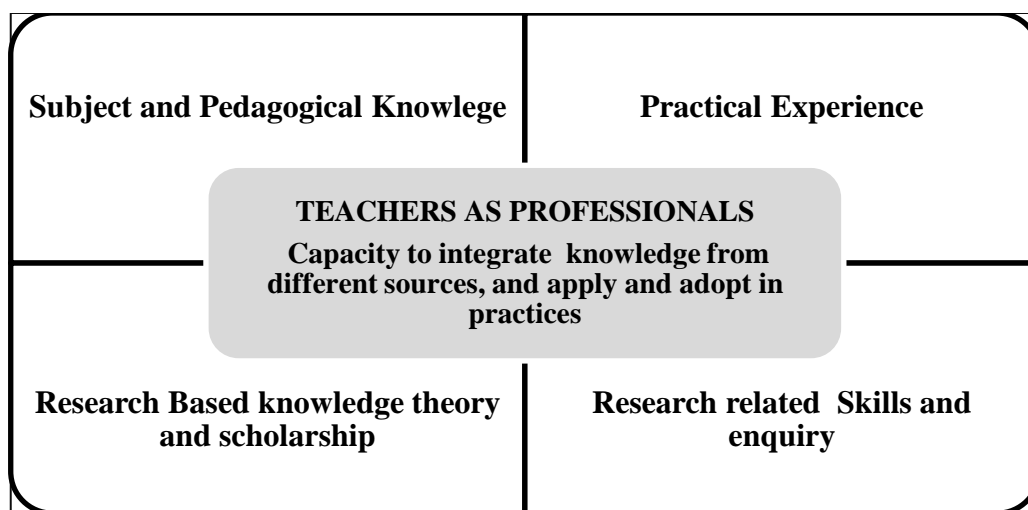 Subject and Pedagogical Knowlege
Practical Experience
TEACHERS AS PROFESSIONALS
Capacity to integrate knowledge from
different sources, and apply and adopt in
practices
Research Based knowledge theory
and scholarship
Research related Skills and
enquiry